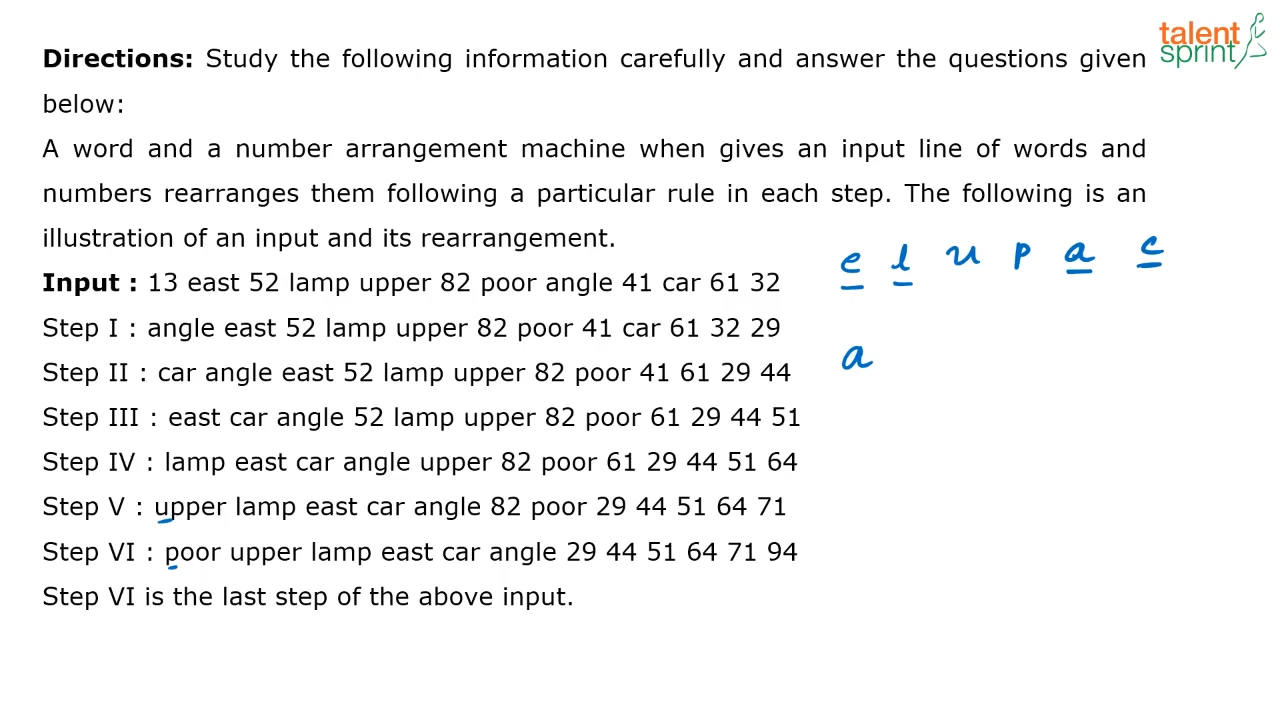 talent
sprint
Directions: Study the following information carefully and answer the questions given
below:
A word and a number arrangement machine when gives an input line of words and
numbers rearranges them following a particular rule in each step. The following is an
illustration of an input and its rearrangement.
Input : 13 east 52 lamp upper 82 poor angle 41 car 61 32
e l u p a c
Step I : angle east 52 lamp upper 82 poor 41 car 61 32 29
a
Step II : car angle east 52 lamp upper 82 poor 41 61 29 44
Step III : east car angle 52 lamp upper 82 poor 61 29 44 51
Step IV : lamp east car angle upper 82 poor 61 29 44 51 64
Step V : upper lamp east car angle 82 poor 29 44 51 64 71
Step VI : poor upper lamp east car angle 29 44 51 64 71 94
Step VI is the last step of the above input.